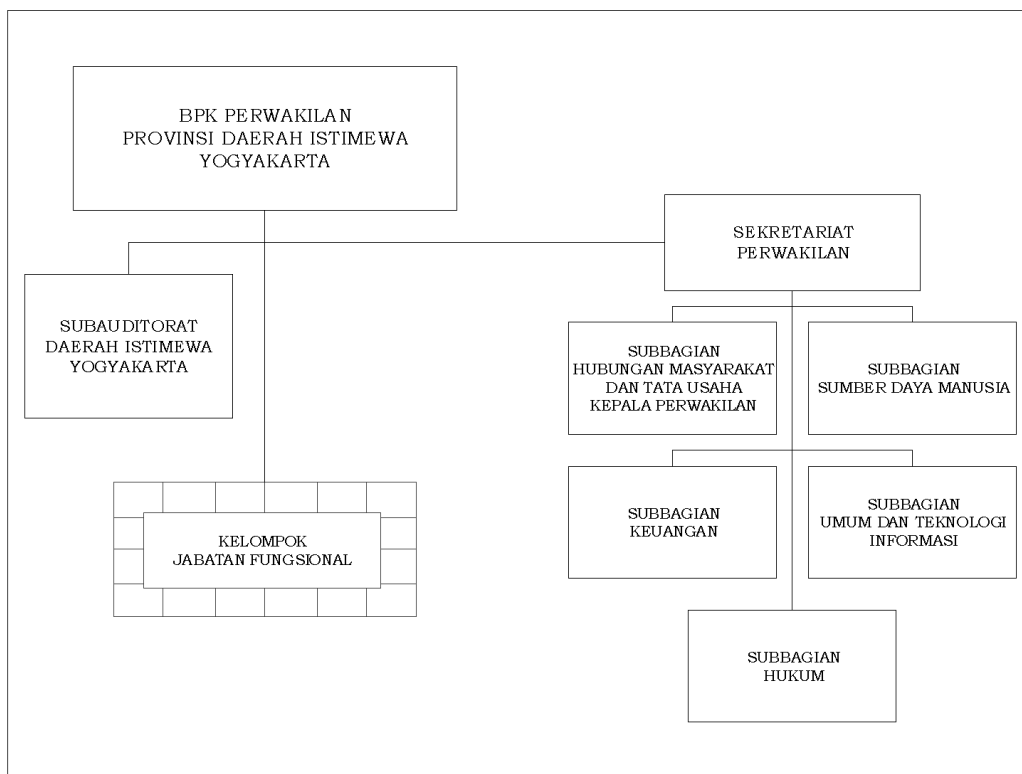 BPK PERWAKILAN
PROVINSI DAERAH ISTIMEWA
YOGYAKARTA
SEKRETARIAT
PERWAKILAN
SUBAUDITORAT
DAERAH ISTIMEWA
YOGYAKARTA
SUBBAGIAN
HUBUNGAN MASYARAKAT
DAN TATA USAHA
KEPALA PERWAKILAN
SUBBAGIAN
SUMBER DAYA MANUSIA
SUBBAGIAN
KEUANGAN
SUBBAGIAN
UMUM DAN TEKNOLOGI
INFORMASI
KELOMPOK
JABATAN FUNGSIONAL
SUBBAGIAN
HUKUM